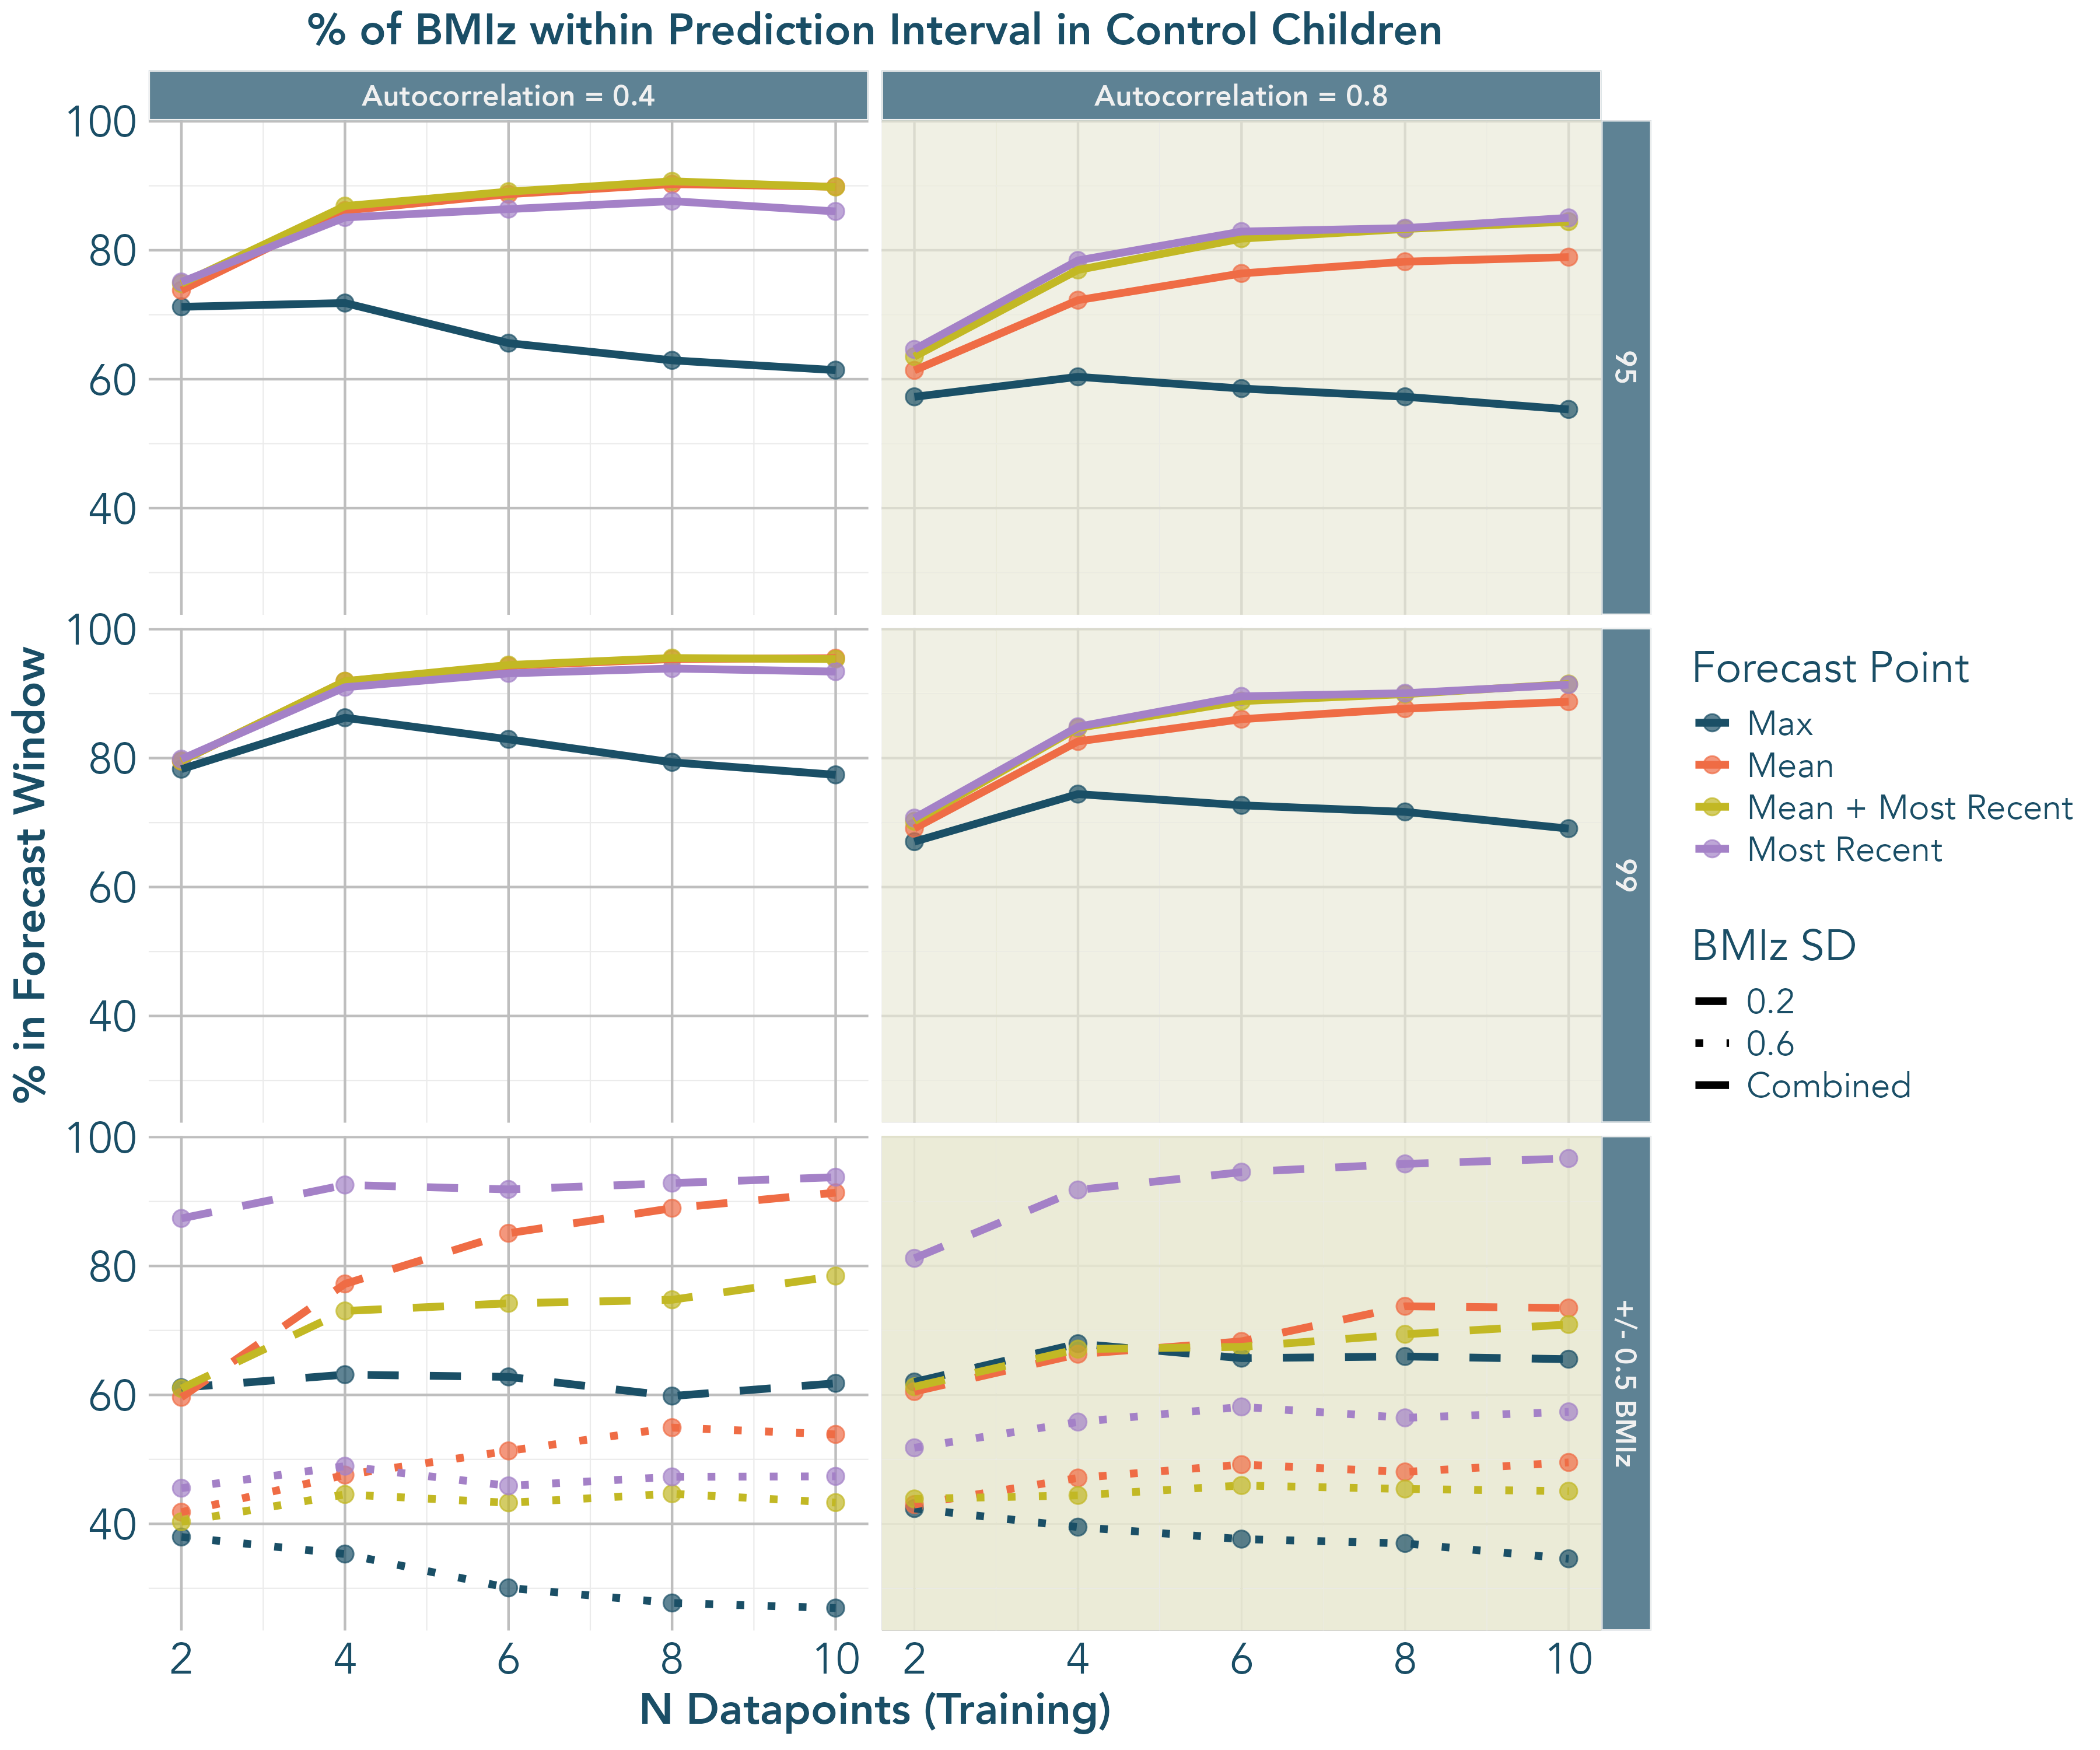 % of BMIz within Prediction Interval in Control Children
Autocorrelation = 0.4
Autocorrelation = 0.8
100
80
60
40
95
100
80
60
40
99
100
80
60
40
+/- 0.5 BMIz
2
4
6
8
10
2
4
6
8
10
% in Forecast Window
N Datapoints (Training)
Forecast Point
Max
Mean
Mean + Most Recent
Most Recent
BMIz SD
0.2
0.6
Combined